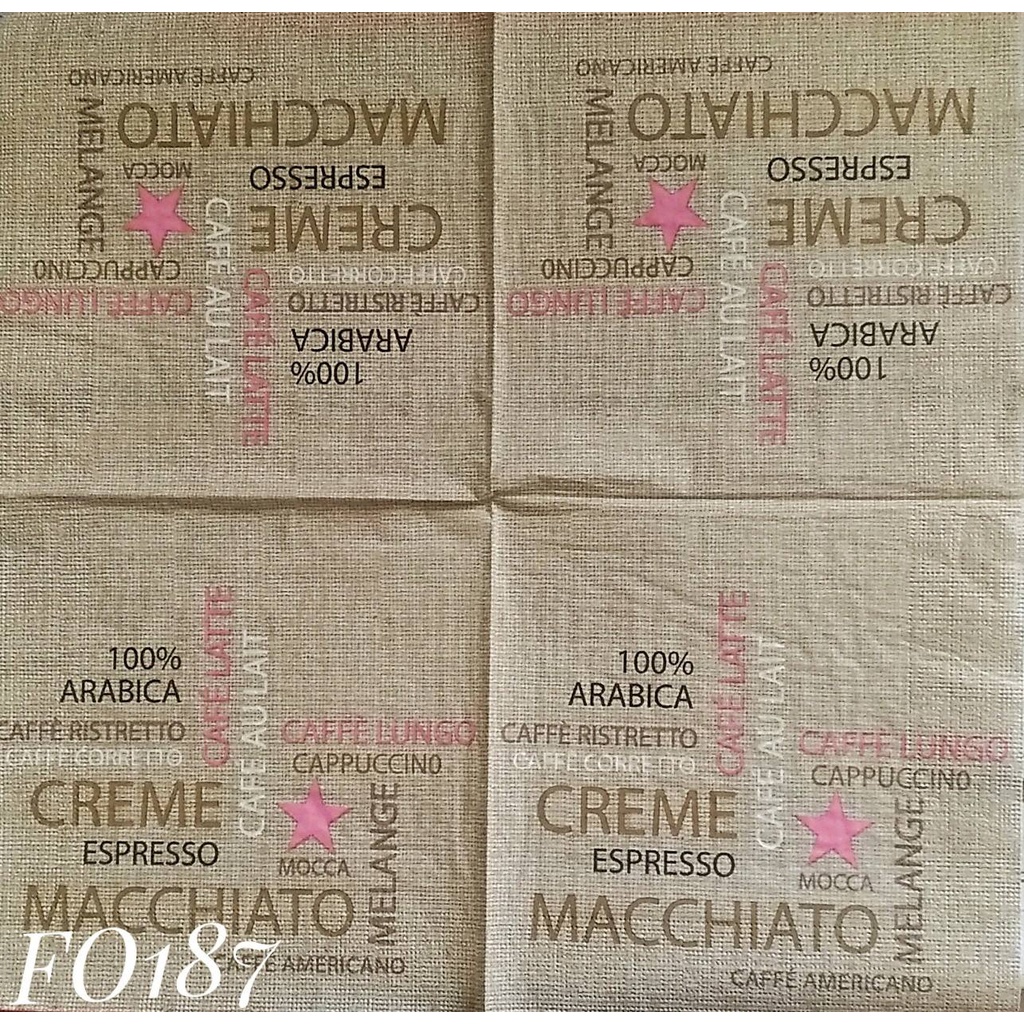 CAFFÉ AMERICANO
MACCHIATO
MELANGE
MOCCA
ESPRESSO
CREME
CAFFÈ AU LAIT
CAPPUCCINO
CAFFÈ CORRETTO
CAFFÈ LUNGO
CAFÉ LATTE
CAFFÈ RISTRETTO
ARABICA
100%
CAFFÉ AMERICANO
MACCHIATO
MELANGE
MOCCA
ESPRESSO
CREME
CAFFÈ AU LAIT
CAPPUCCINO
CAFFÈ CORRETTO
CAFFÈ LUNGO
CAFÉ LATTE
CAFFÈ RISTRETTO
ARABICA
100%
100%
ARABICA
CAFÉ LATTE
CAFFÈ AU LAIT
CAFFÈ RISTRETTO
CAFFÈ LUNGO
CAFFÈ CORRETTO
CAPPUCCINO
CREME
ESPRESSO
MOCCA
MELANGE
MACCHIATO
CAFFÉ AMERICANO
100%
ARABICA
CAFÉ LATTE
CAFFÈ AU LAIT
CAFFÈ RISTRETTO
CAFFÈ LUNGO
CAFFÈ CORRETTO
CAPPUCCINO
CREME
ESPRESSO
MOCCA
MELANGE
MACCHIATO
CAFFÉ AMERICANO
FO187